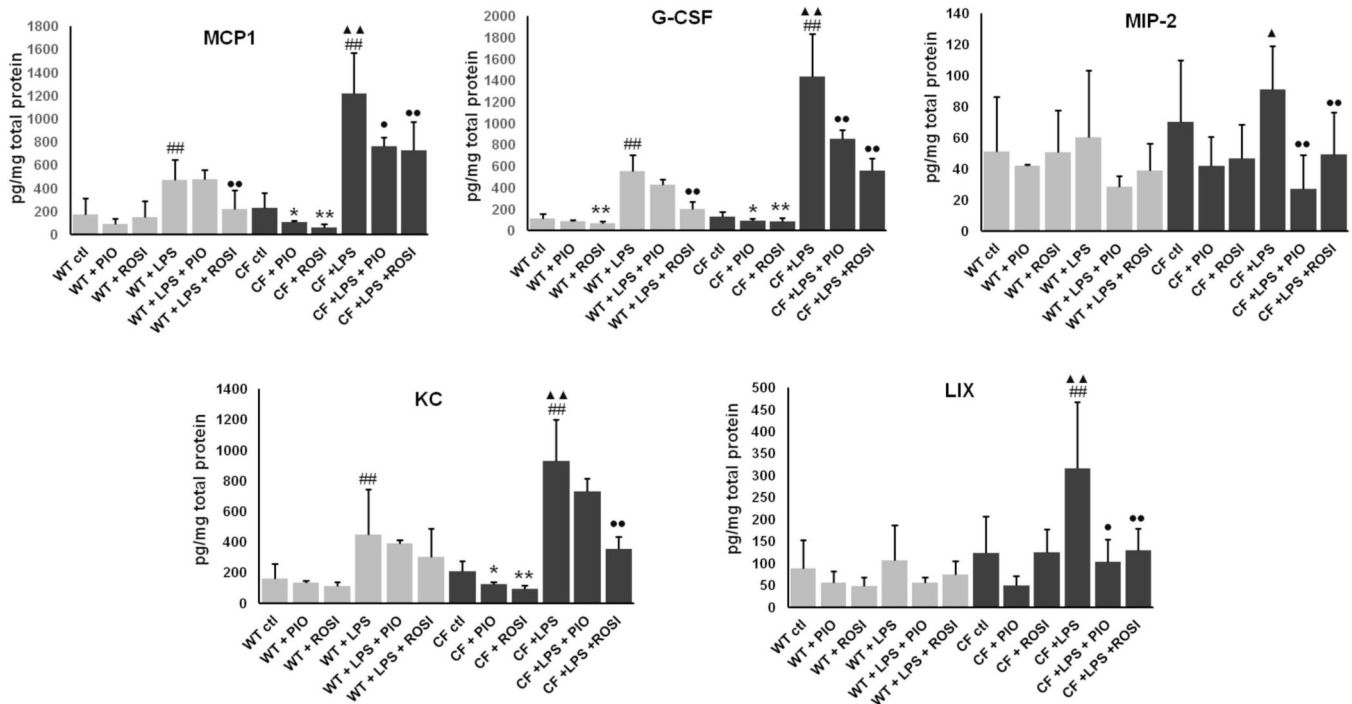 MCP1
pg/mg total protein
1800
1600
1400
1200
1000
800
600
400
200
0
##
●●
*
**
▲▲
##
●
●●
WT ctl
WT + PIO
WT + ROSI
WT + LPS
WT + LPS + PIO
WT + LPS + ROSI
CF ctl
CF + PIO
CF + ROSI
CF +LPS
CF +LPS + PIO
CF +LPS +ROSI
G-CSF
pg/mg total protein
2000
1800
1600
1400
1200
1000
800
600
400
200
0
**
##
●●
*
**
▲▲
##
●●
●●
WT ctl
WT + PIO
WT + ROSI
WT + LPS
WT + LPS + PIO
WT + LPS + ROSI
CF ctl
CF + PIO
CF + ROSI
CF +LPS
CF +LPS + PIO
CF +LPS +ROSI
MIP-2
pg/mg total protein
140
120
100
80
60
40
20
0
▲
●●
●●
WT ctl
WT + PIO
WT + ROSI
WT + LPS
WT + LPS + PIO
WT + LPS + ROSI
CF ctl
CF + PIO
CF + ROSI
CF +LPS
CF +LPS + PIO
CF +LPS +ROSI
KC
pg/mg total protein
1400
1200
1000
800
600
400
200
0
##
*
**
▲▲
##
●●
WT ctl
WT + PIO
WT + ROSI
WT + LPS
WT + LPS + PIO
WT + LPS + ROSI
CF ctl
CF + PIO
CF + ROSI
CF +LPS
CF +LPS + PIO
CF +LPS +ROSI
LIX
pg/mg total protein
500
450
400
350
300
250
200
150
100
50
0
▲▲
##
●
●●
WT ctl
WT + PIO
WT + ROSI
WT + LPS
WT + LPS + PIO
WT + LPS + ROSI
CF ctl
CF + PIO
CF + ROSI
CF +LPS
CF +LPS + PIO
CF +LPS +ROSI